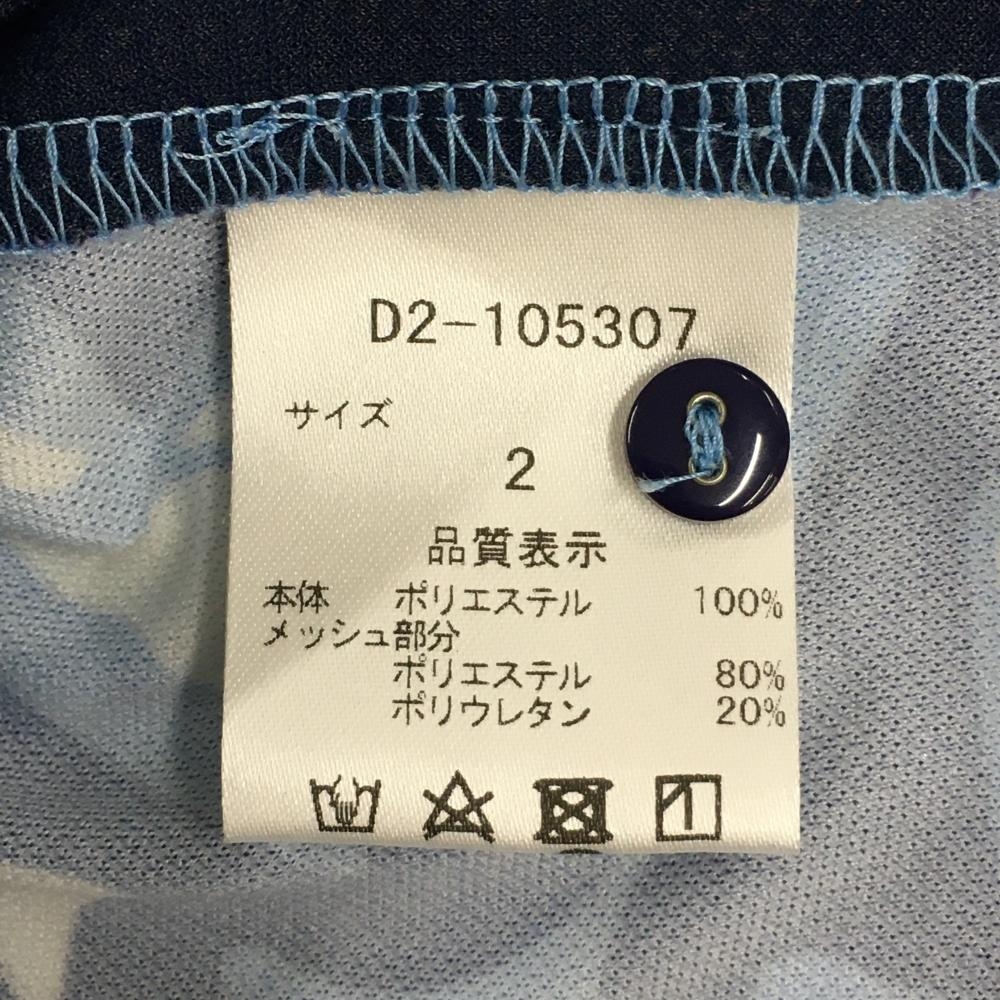 D2-105307
サイズ
2
品質表示
本体 ポリエステル 100%
メッシュ部分
ポリエステル 80%
ポリウレタン 20%